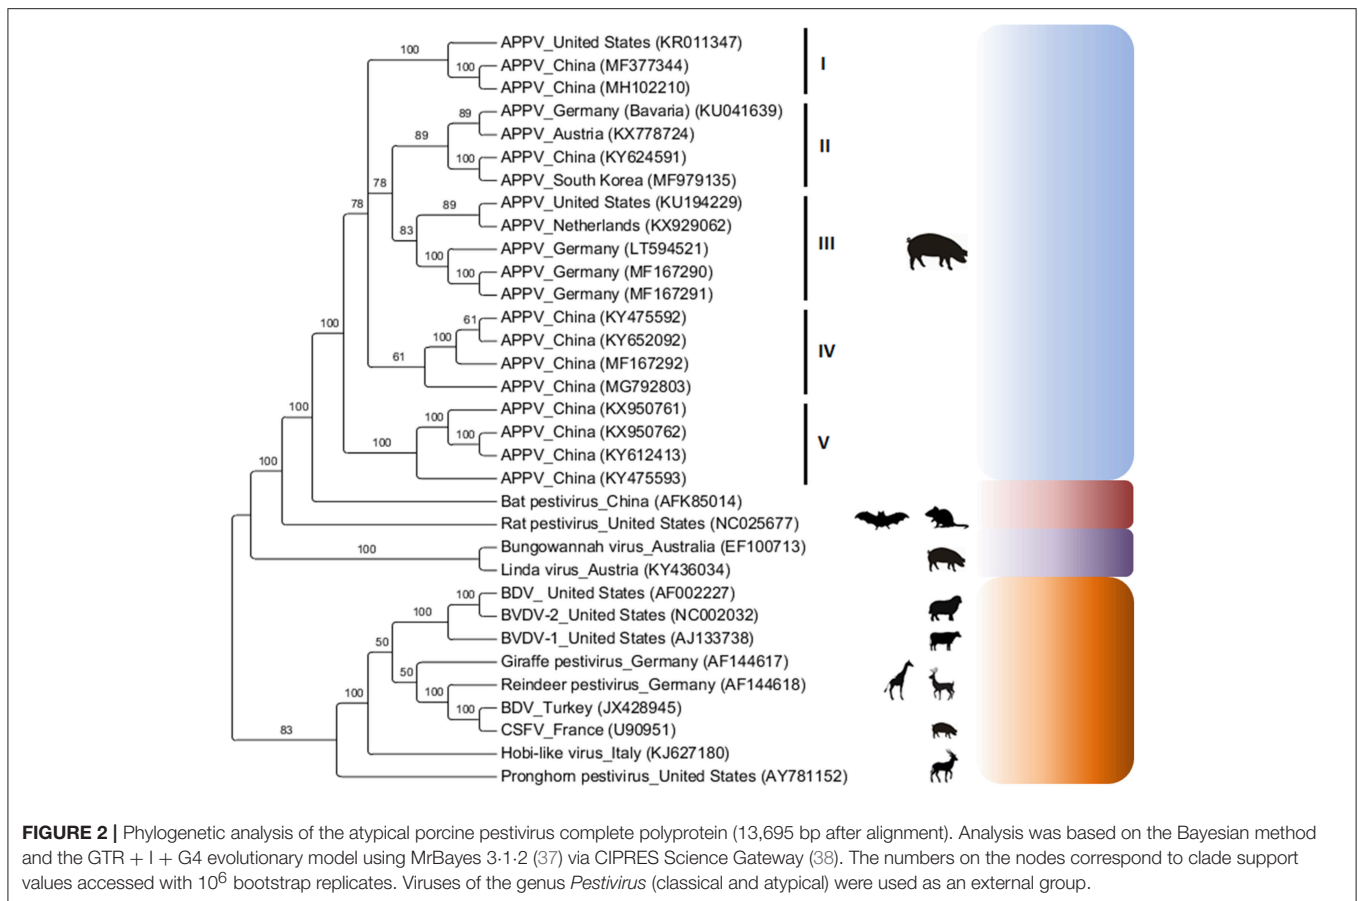 100
APPV_United States (KR011347)
100
APPV_China (MF377344)
I
APPV_China (MH102210)
89
APPV_Germany (Bavaria) (KU041639)
89
APPV_Austria (KX778724)
II
100
APPV_China (KY624591)
78
APPV_South Korea (MF979135)
78
89
APPV_United States (KU194229)
83
APPV_Netherlands (KX929062)
III
100
APPV_Germany (LT594521)
100
APPV_Germany (MF167290)
APPV_Germany (MF167291)
100
61
APPV_China (KY475592)
100
APPV_China (KY652092)
IV
61
APPV_China (MF167292)
APPV_China (MG792803)
100
100
APPV_China (KX950761)
100
APPV_China (KX950762)
V
100
APPV_China (KY612413)
100
APPV_China (KY475593)
Bat pestivirus_China (AFK85014)
Rat pestivirus_United States (NC025677)
100
Bungowannah virus_Australia (EF100713)
Linda virus_Austria (KY436034)
100
BDV_ United States (AF002227)
100
BVDV-2_United States (NC002032)
50
BVDV-1_United States (AJ133738)
50
Giraffe pestivirus_Germany (AF144617)
100
100
Reindeer pestivirus_Germany (AF144618)
100
BDV_Turkey (JX428945)
83
CSFV_France (U90951)
Hobi-like virus_Italy (KJ627180)
Pronghorn pestivirus_United States (AY781152)
FIGURE 2 | Phylogenetic analysis of the atypical porcine pestivirus complete polyprotein (13,695 bp after alignment). Analysis was based on the Bayesian method
and the GTR + I + G4 evolutionary model using MrBayes 3·1·2 (37) via CIPRES Science Gateway (38). The numbers on the nodes correspond to clade support
values accessed with 10⁶ bootstrap replicates. Viruses of the genus Pestivirus (classical and atypical) were used as an external group.